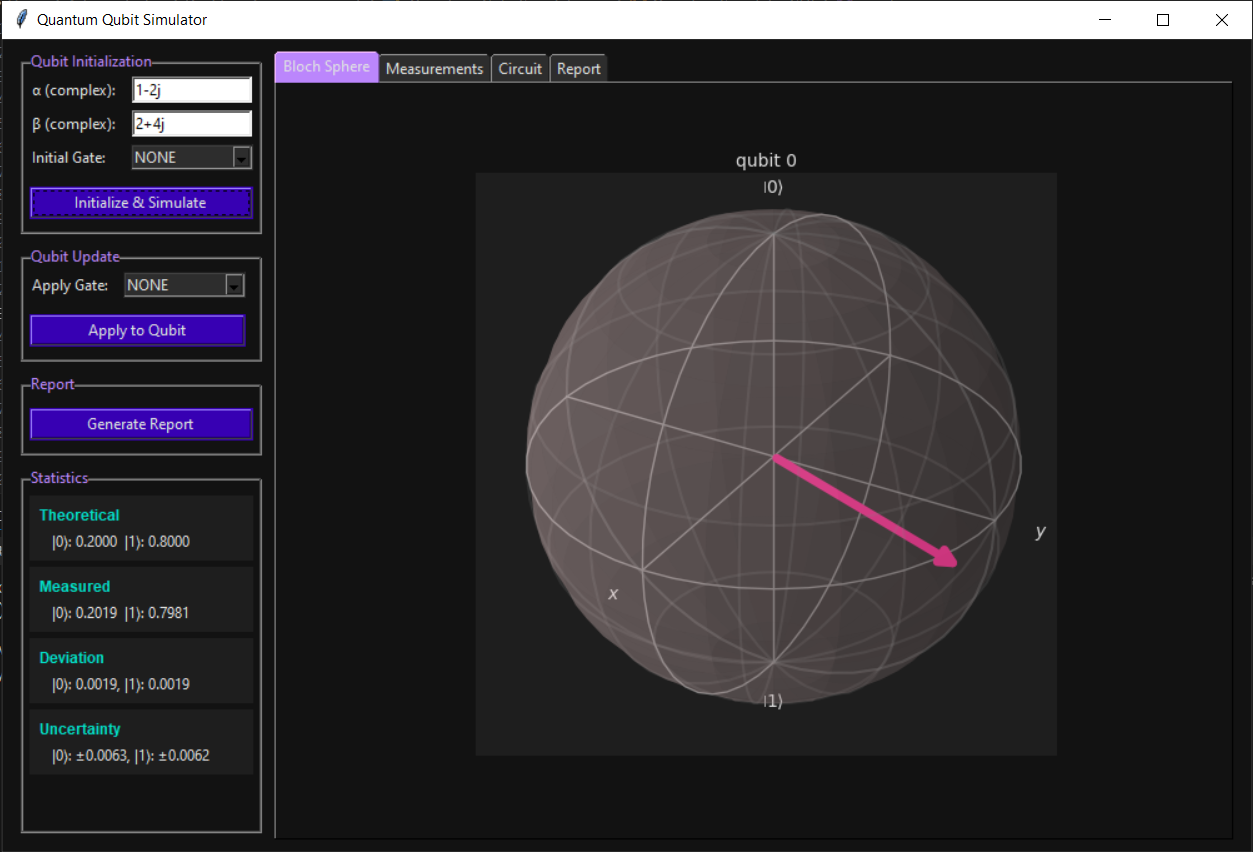 Quantum Qubit Simulator
Qubit Initialization
α (complex): 1-2j
β (complex): 2+4j
Initial Gate: NONE
Initialize & Simulate
Qubit Update
Apply Gate: NONE
Apply to Qubit
Report
Generate Report
Statistics
Theoretical
|0⟩: 0.2000 |1⟩: 0.8000
Measured
|0⟩: 0.2019 |1⟩: 0.7981
Deviation
|0⟩: 0.0019, |1⟩: 0.0019
Uncertainty
|0⟩: ±0.0063, |1⟩: ±0.0062
Bloch Sphere Measurements Circuit Report
qubit 0
|0⟩
y
x
|1⟩